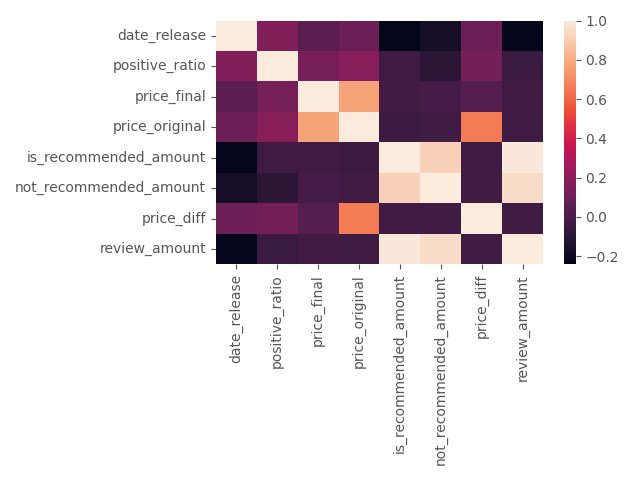 date_release
positive_ratio
price_final
price_original
is_recommended_amount
not_recommended_amount
price_diff
review_amount
date_release
positive_ratio
price_final
price_original
is_recommended_amount
not_recommended_amount
price_diff
review_amount
1.0
0.8
0.6
0.4
0.2
0.0
−0.2